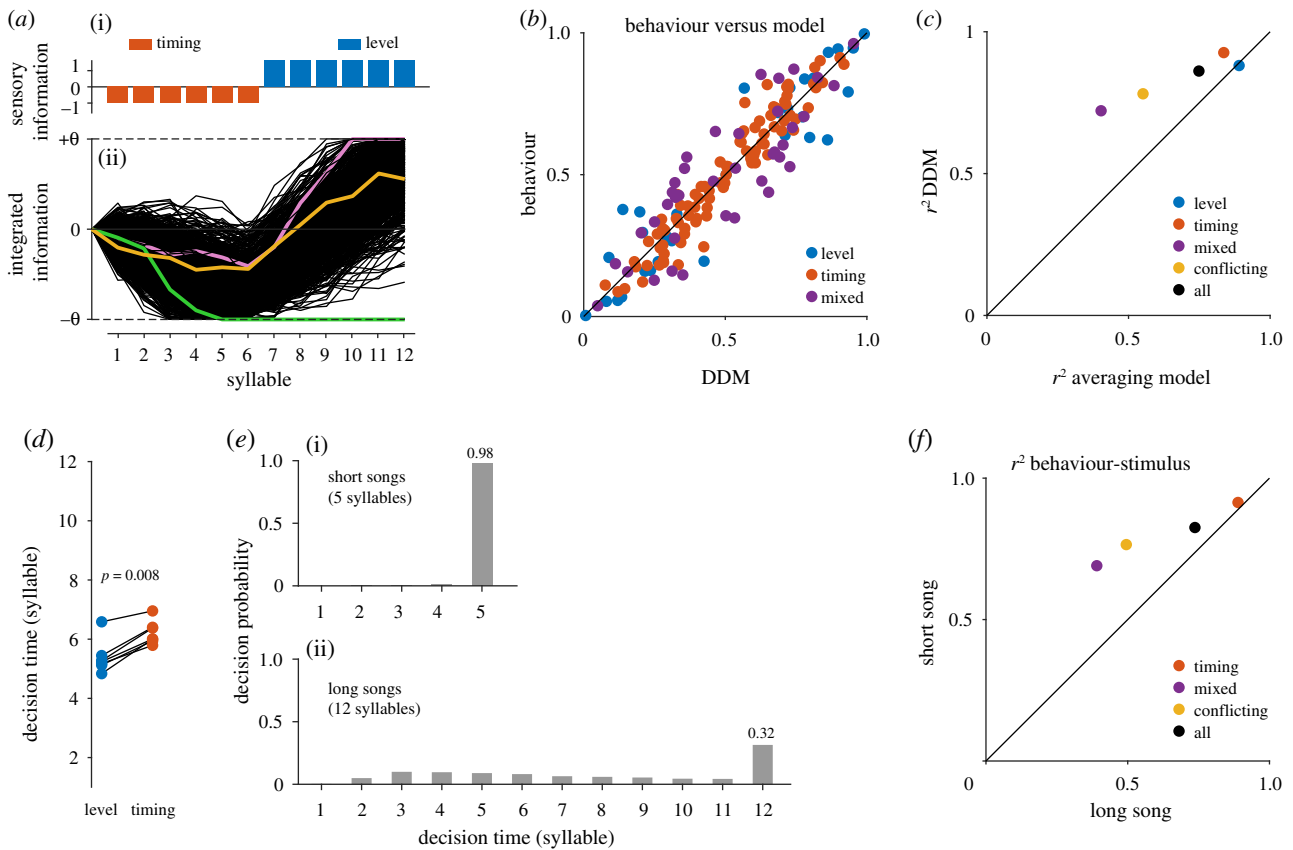 (a)
(i)
timing
level
sensory
information
1
0
−1
(ii)
integrated
information
+θ
0
−θ
1 2 3 4 5 6 7 8 9 10 11 12
syllable
(b)
behaviour versus model
behaviour
1.0
0.5
0
level
timing
mixed
0 0.5 1.0
DDM
(c)
r² DDM
1
0.5
0
level
timing
mixed
conflicting
all
0 0.5 1.0
r² averaging model
(d)
decision time (syllable)
12
10
8
p = 0.008
6
4
2
level timing
(e)
decision probability
(i)
1.0
0.5
0
short songs
(5 syllables)
0.98
1 2 3 4 5
(ii)
1.0
0.5
0
long songs
(12 syllables)
0.32
1 2 3 4 5 6 7 8 9 10 11 12
decision time (syllable)
(f)
r² behaviour-stimulus
short song
1.0
0.5
timing
mixed
conflicting
all
0 0.5 1.0
long song